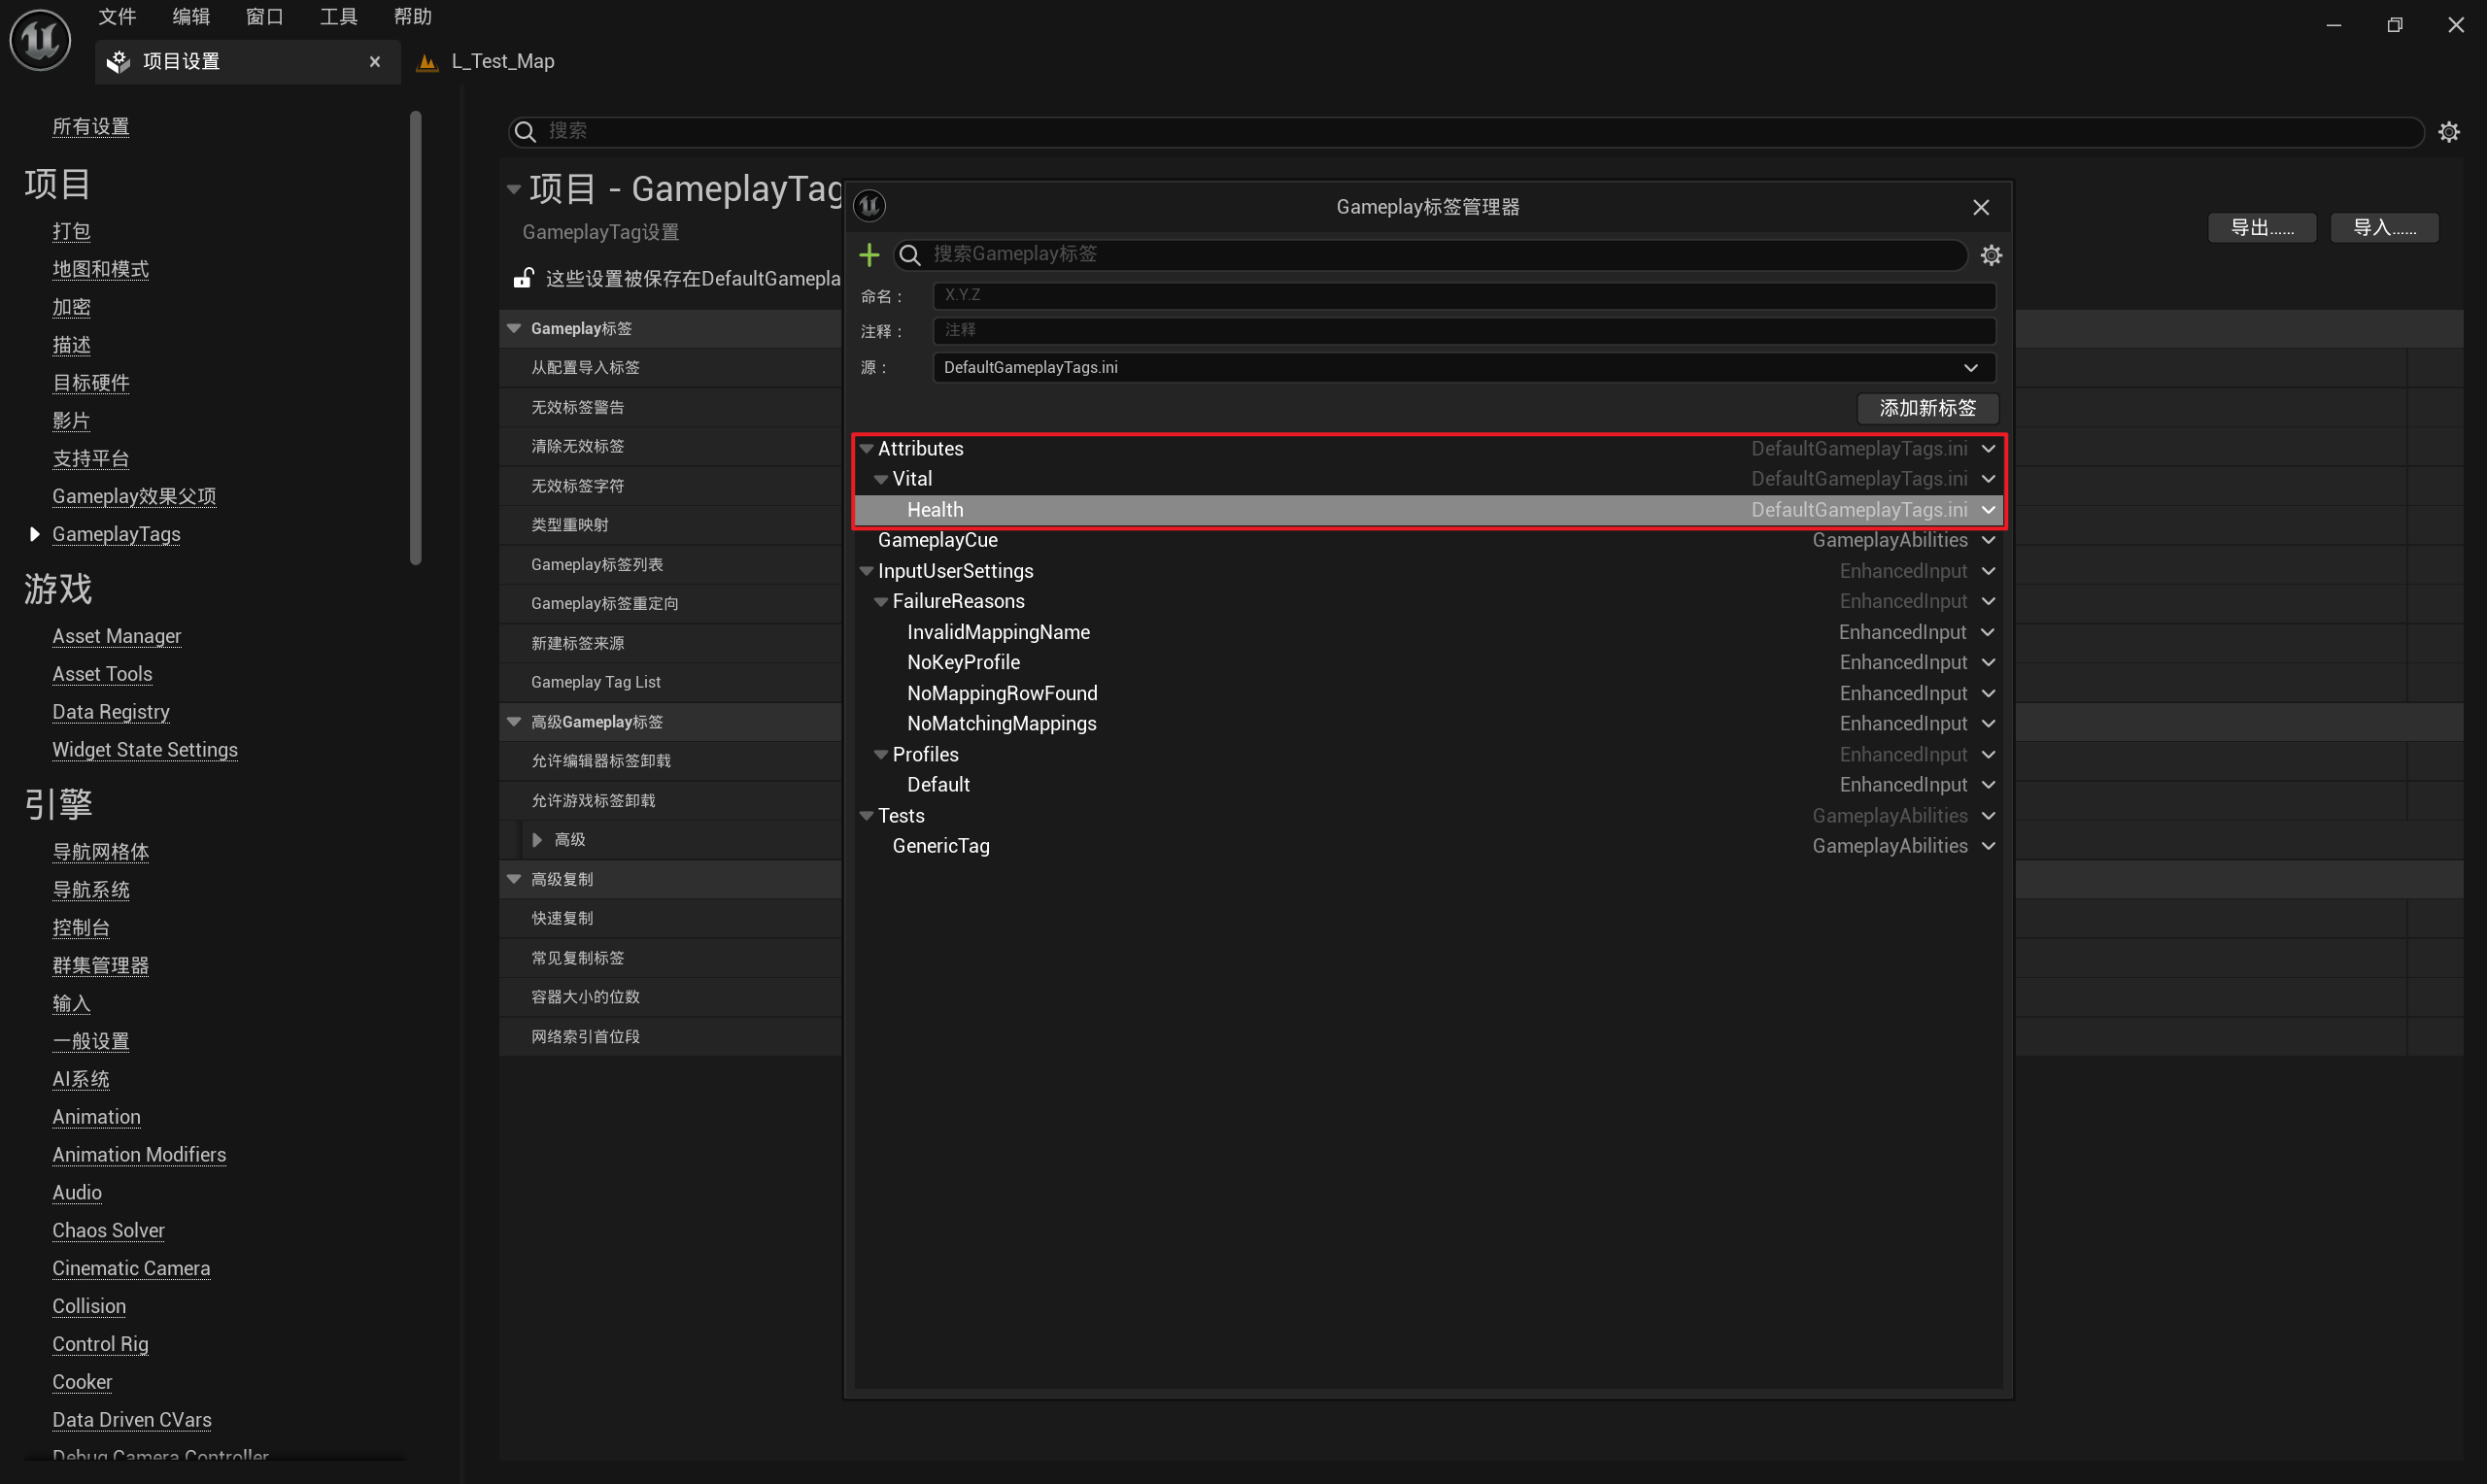 文件 编辑 窗口 工具 帮助
项目设置
L_Test_Map
所有设置
项目
打包
地图和模式
加密
描述
目标硬件
影片
支持平台
Gameplay效果父项
GameplayTags
游戏
Asset Manager
Asset Tools
Data Registry
Widget State Settings
引擎
导航网格体
导航系统
控制台
群集管理器
输入
一般设置
AI系统
Animation
Animation Modifiers
Audio
Chaos Solver
Cinematic Camera
Collision
Control Rig
Cooker
Data Driven CVars
Debug Camera Controller
搜索
项目 - GameplayTag
GameplayTag设置
这些设置被保存在DefaultGamepla
导出......
导入......
Gameplay标签
从配置导入标签
无效标签警告
清除无效标签
无效标签字符
类型重映射
Gameplay标签列表
Gameplay标签重定向
新建标签来源
Gameplay Tag List
高级Gameplay标签
允许编辑器标签卸载
允许游戏标签卸载
高级
高级复制
快速复制
常见复制标签
容器大小的位数
网络索引首位段
Gameplay标签管理器
搜索Gameplay标签
命名： X.Y.Z
注释： 注释
源： DefaultGameplayTags.ini
添加新标签
Attributes DefaultGameplayTags.ini
Vital DefaultGameplayTags.ini
Health DefaultGameplayTags.ini
GameplayCue GameplayAbilities
InputUserSettings EnhancedInput
FailureReasons EnhancedInput
InvalidMappingName EnhancedInput
NoKeyProfile EnhancedInput
NoMappingRowFound EnhancedInput
NoMatchingMappings EnhancedInput
Profiles EnhancedInput
Default EnhancedInput
Tests GameplayAbilities
GenericTag GameplayAbilities